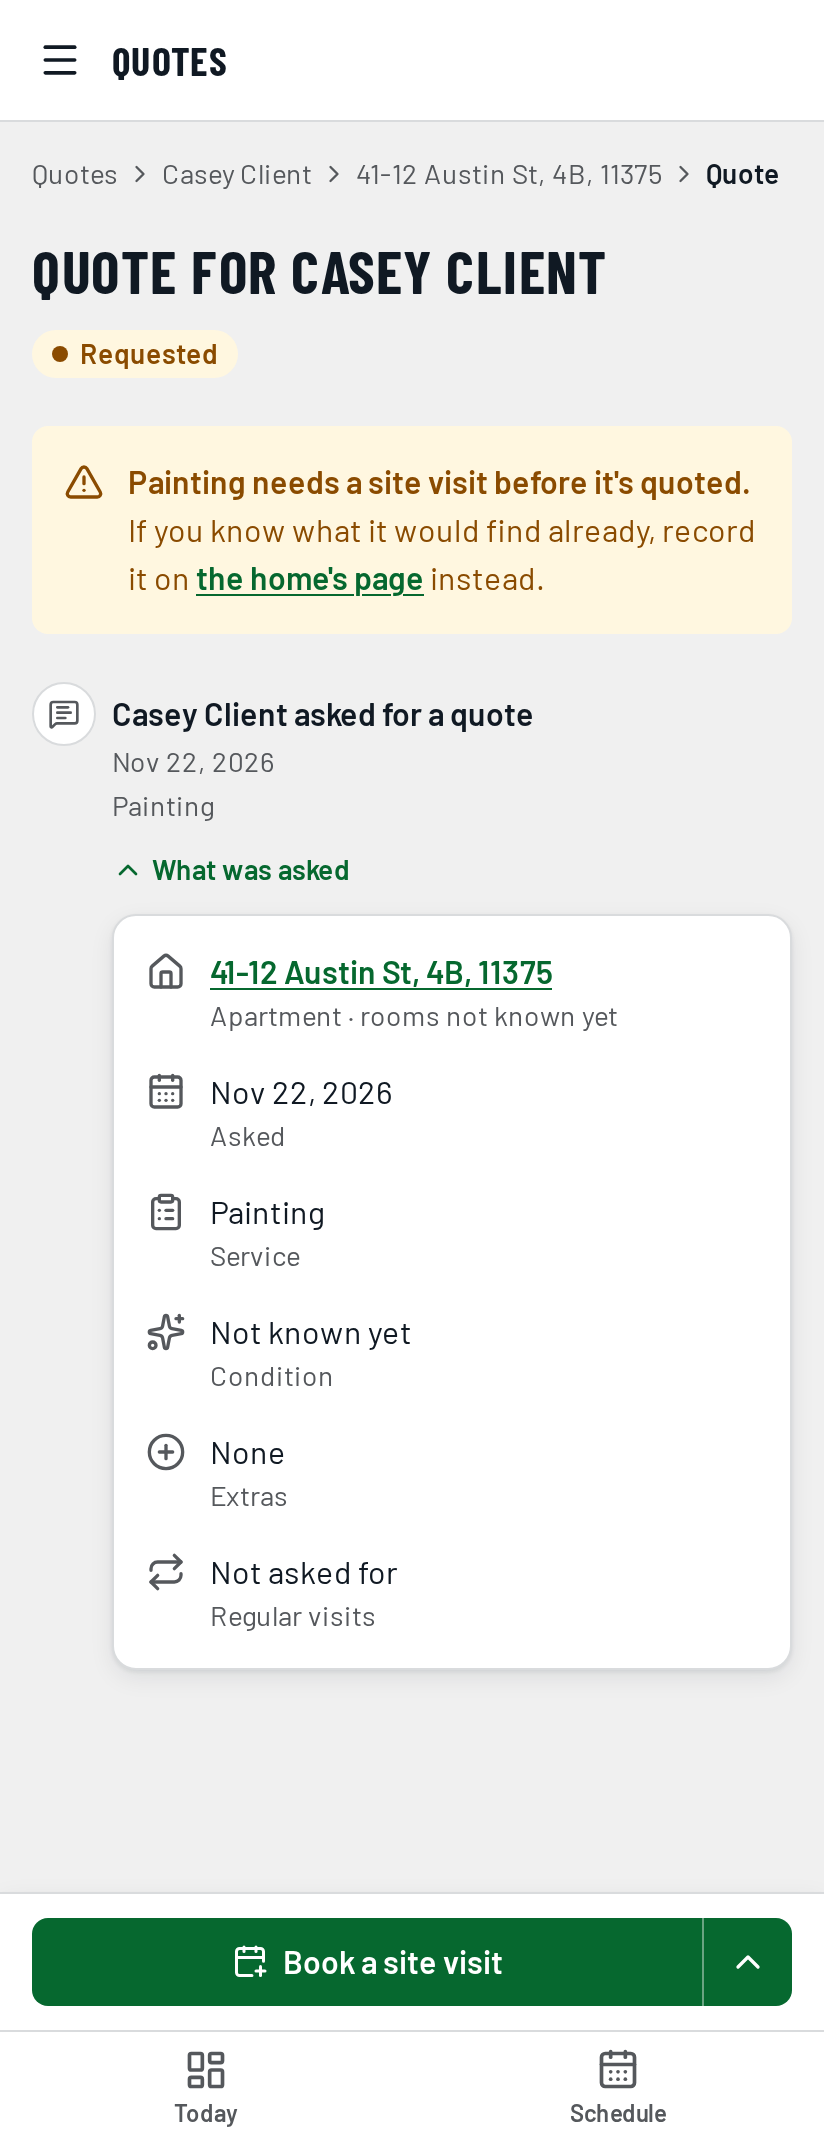 QUOTES
Quotes > Casey Client > 41-12 Austin St, 4B, 11375 > Quote
QUOTE FOR CASEY CLIENT
Requested
Painting needs a site visit before it's quoted.
If you know what it would find already, record
it on the home's page instead.
Casey Client asked for a quote
Nov 22, 2026
Painting
What was asked
41-12 Austin St, 4B, 11375
Apartment · rooms not known yet
Nov 22, 2026
Asked
Painting
Service
Not known yet
Condition
None
Extras
Not asked for
Regular visits
Book a site visit
Today
Schedule